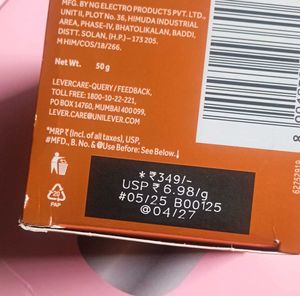 MFG. BY NG ELECTRO PRODUCTS PVT. LTD.,
UNIT II, PLOT No. 36, HIMUDA INDUSTRIAL
AREA, PHASE-IV, BHATOLIKALAN, BADDI,
DISTT. SOLAN. (H.P.) - 173 205.
M HIM/COS/18/266.
Net Wt. 50 g
LEVERCARE-QUERY / FEEDBACK,
TOLL FREE: 1800-10-22-221,
PO BOX 14760, MUMBAI 400 099,
LEVER.CARE@UNILEVER.COM
*MRP ₹ (Incl. of all taxes), USP,
#MFD., B. No. & @Use Before: See Below.↓
20
PAP
*₹349/-
USP ₹ 6.98/g
#05/25 B00125
@04/27